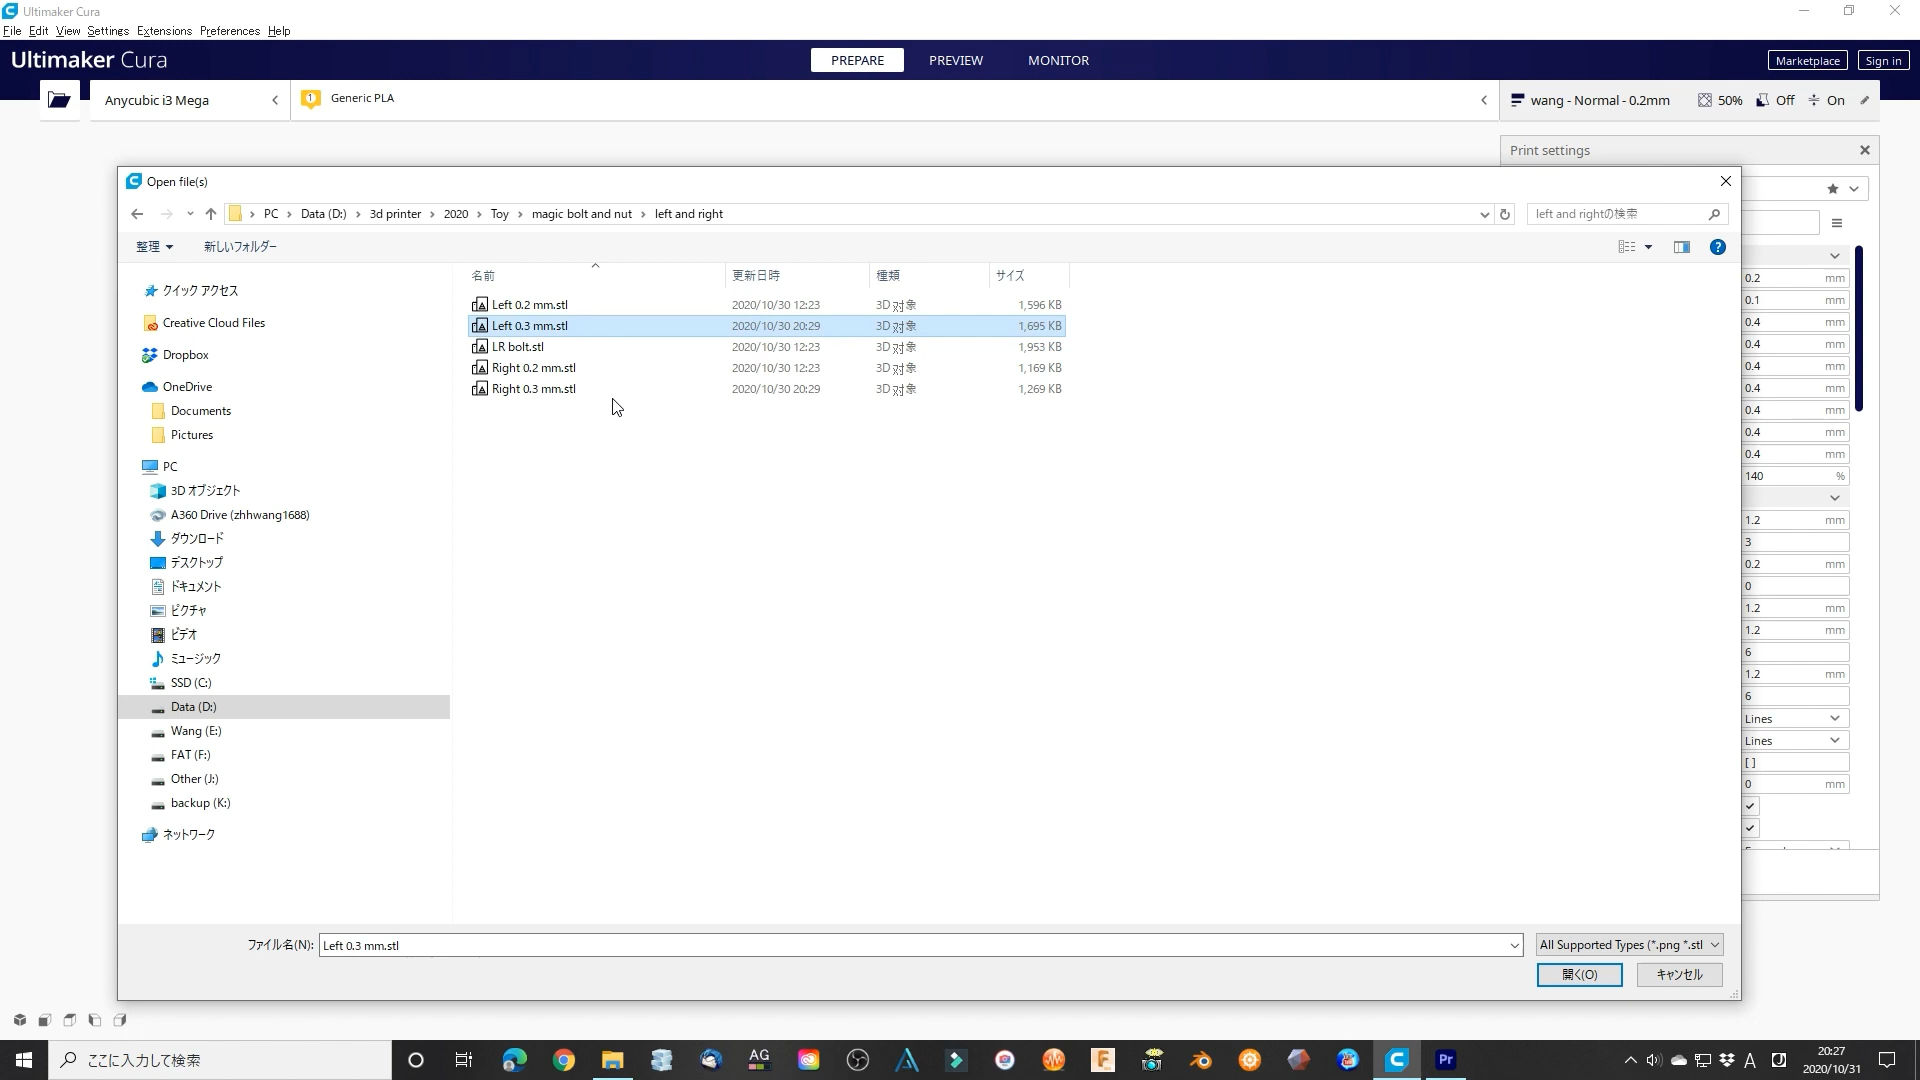 Ultimaker Cura
File Edit View Settings Extensions Preferences Help
Ultimaker Cura
PREPARE PREVIEW MONITOR
Marketplace Sign in
Anycubic i3 Mega
1 Generic PLA
wang - Normal - 0.2mm 50% Off On
Print settings
Open file(s)
PC Data (D:) 3d printer 2020 Toy magic bolt and nut left and right
left and rightの検索
整理 新しいフォルダー
名前 更新日時 種類 サイズ
Left 0.2 mm.stl 2020/10/30 12:23 3D 对象 1,596 KB
Left 0.3 mm.stl 2020/10/30 20:29 3D 对象 1,695 KB
LR bolt.stl 2020/10/30 12:23 3D 对象 1,953 KB
Right 0.2 mm.stl 2020/10/30 12:23 3D 对象 1,169 KB
Right 0.3 mm.stl 2020/10/30 20:29 3D 对象 1,269 KB
クイック アクセス
Creative Cloud Files
Dropbox
OneDrive
Documents
Pictures
PC
3D オブジェクト
A360 Drive (zhhwang1688)
ダウンロード
デスクトップ
ドキュメント
ピクチャ
ビデオ
ミュージック
SSD (C:)
Data (D:)
Wang (E:)
FAT (F:)
Other (J:)
backup (K:)
ネットワーク
0.2 mm
0.1 mm
0.4 mm
0.4 mm
0.4 mm
0.4 mm
0.4 mm
0.4 mm
0.4 mm
140 %
1.2 mm
3
0.2 mm
0
1.2 mm
1.2 mm
6
1.2 mm
6
Lines
Lines
[ ]
0 mm
ファイル名(N): Left 0.3 mm.stl
All Supported Types (*.png *.stl
開く(O) キャンセル
ここに入力して検索
AG
F
Pr
A
20:27
2020/10/31